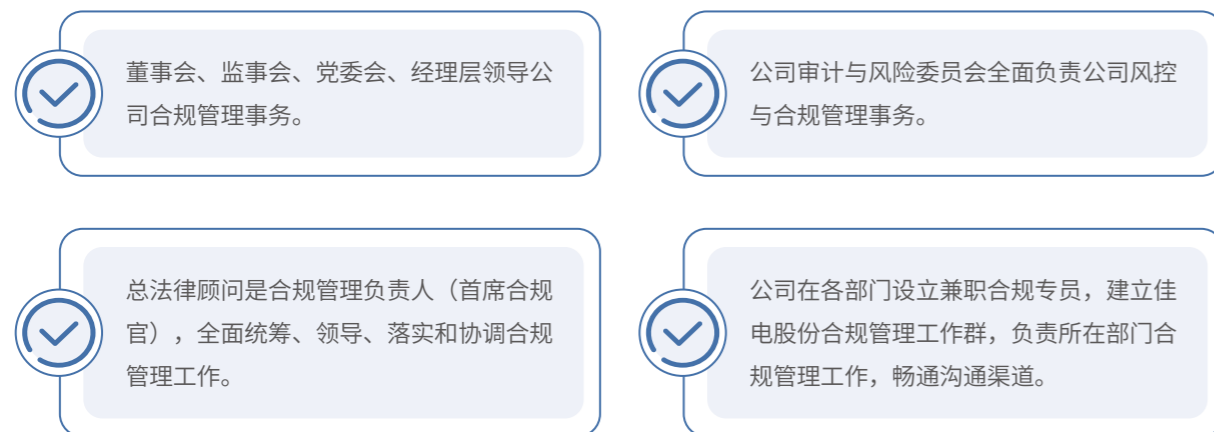 董事会、监事会、党委会、经理层领导公
司合规管理事务。
公司审计与风险委员会全面负责公司风控
与合规管理事务。
总法律顾问是合规管理负责人（首席合规
官），全面统筹、领导、落实和协调合规
管理工作。
公司在各部门设立兼职合规专员，建立佳
电股份合规管理工作群，负责所在部门合
规管理工作，畅通沟通渠道。